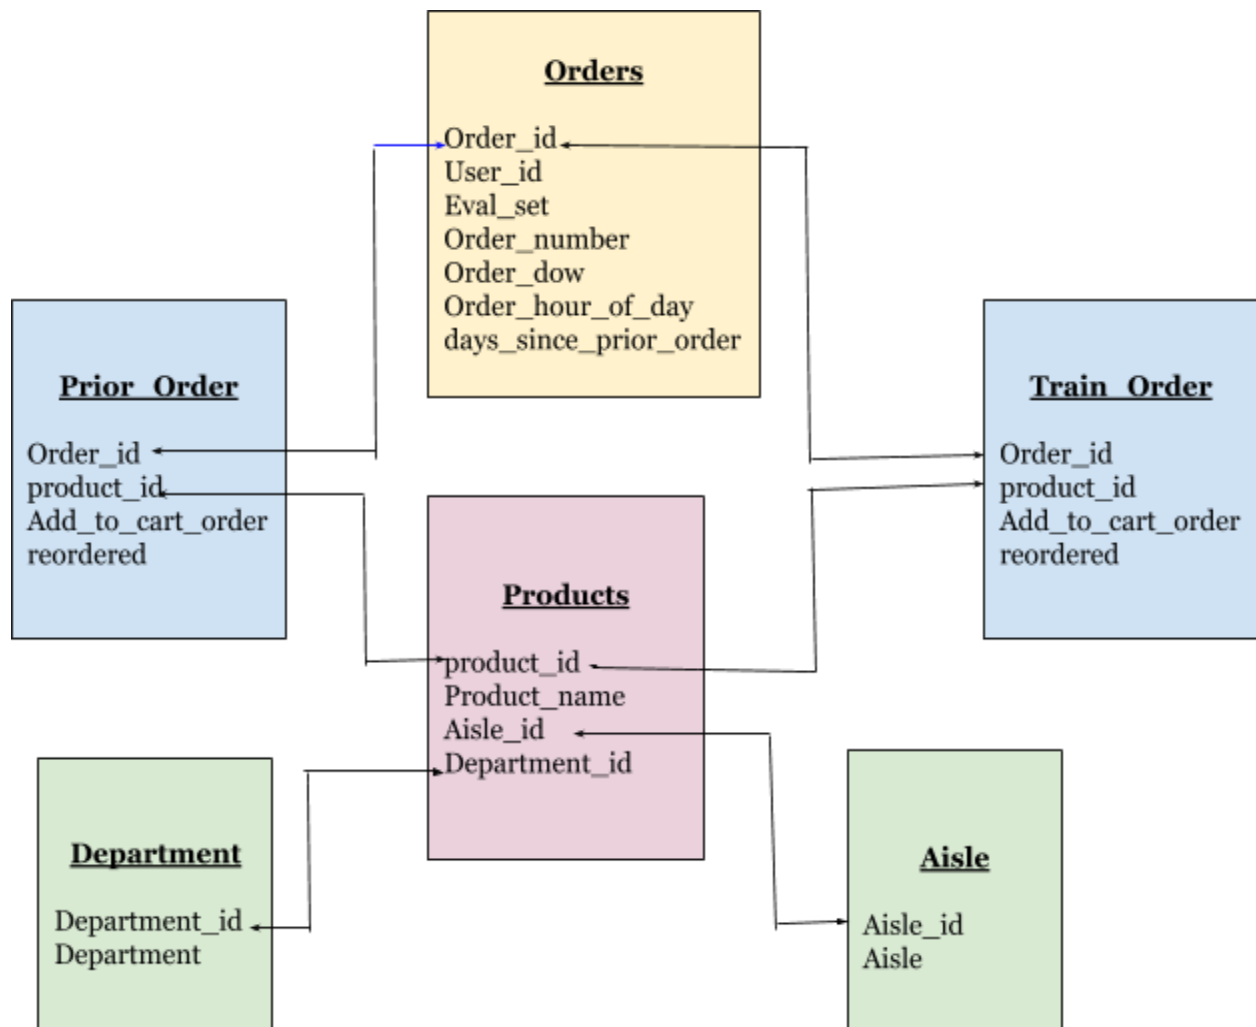 Orders
Order_id
User_id
Eval_set
Order_number
Order_dow
Order_hour_of_day
days_since_prior_order
Prior_Order
Order_id
product_id
Add_to_cart_order
reordered
Train_Order
Order_id
product_id
Add_to_cart_order
reordered
Products
product_id
Product_name
Aisle_id
Department_id
Department
Department_id
Department
Aisle
Aisle_id
Aisle